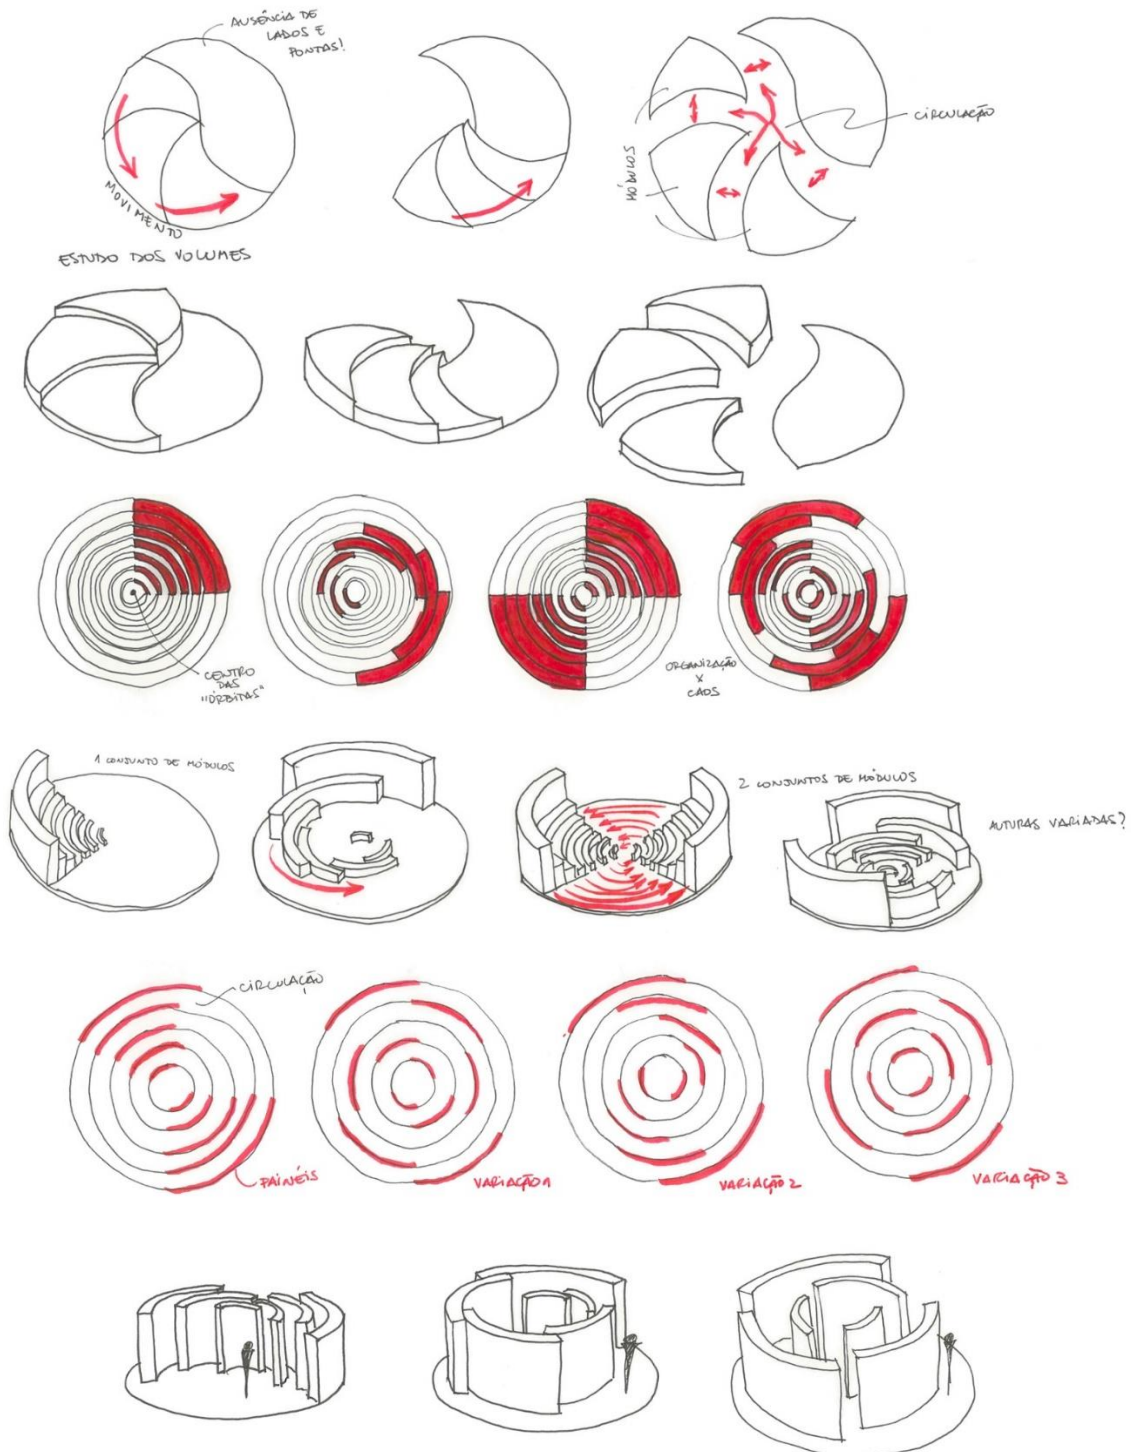 AUSÊNCIA DE
LADOS E
PONTAS!
MOVIMENTO
MÓDULOS
CIRCULAÇÃO
ESTUDO DOS VOLUMES
CENTRO
DAS
"ÓRBITAS"
ORGANIZAÇÃO
X
CAOS
1 CONJUNTO DE MÓDULOS
2 CONJUNTOS DE MÓDULOS
ALTURAS VARIADAS?
CIRCULAÇÃO
PAINÉIS
VARIAÇÃO 1
VARIAÇÃO 2
VARIAÇÃO 3